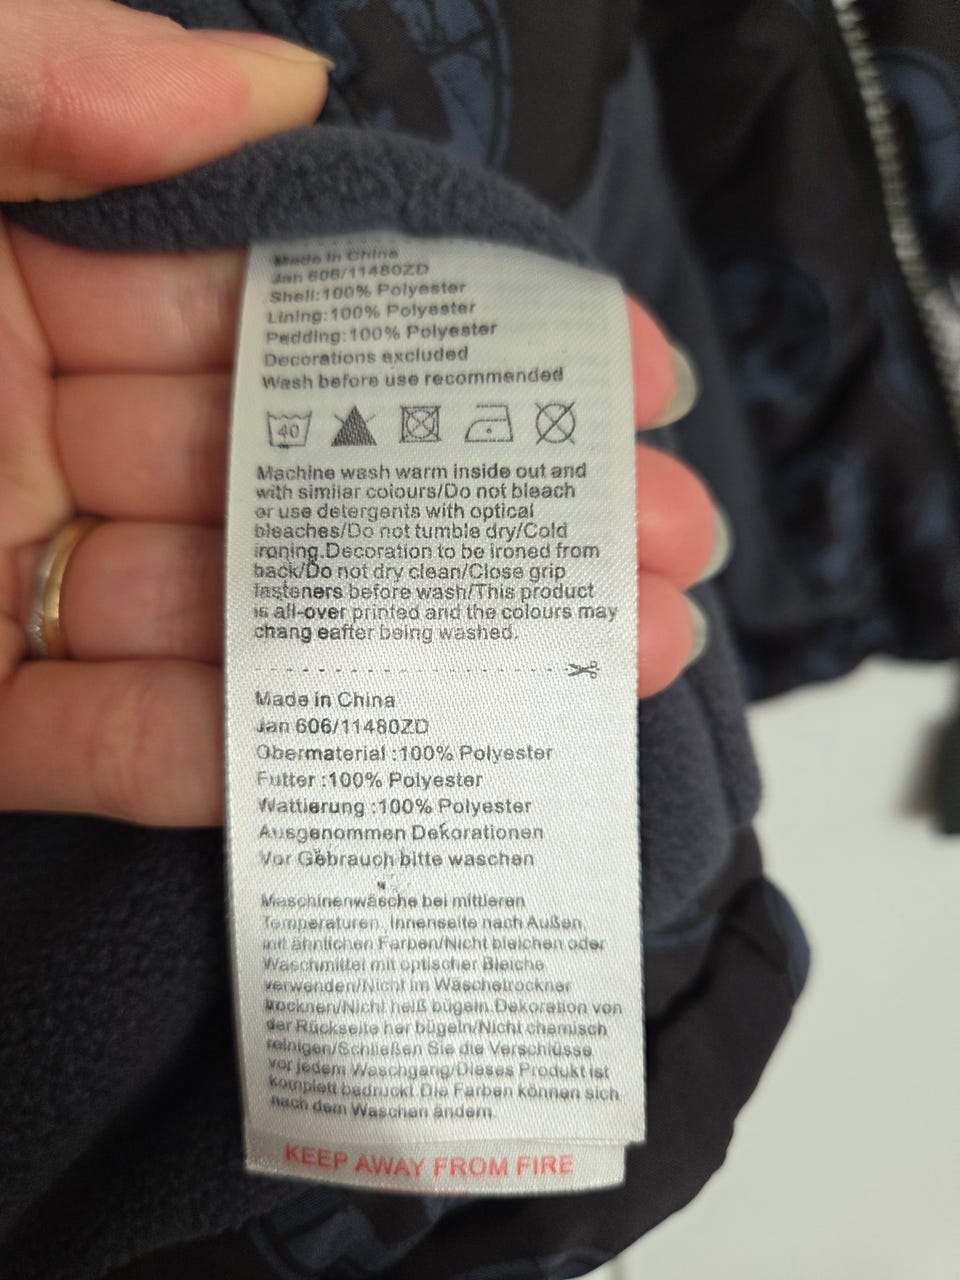 Made in China
Jan 606/11480ZD
Shell:100% Polyester
Lining:100% Polyester
Padding:100% Polyester
Decorations excluded
Wash before use recommended
40
Machine wash warm inside out and
with similar colours/Do not bleach
or use detergents with optical
bleaches/Do not tumble dry/Cold
ironing.Decoration to be ironed from
back/Do not dry clean/Close grip
fasteners before wash/This product
is all-over printed and the colours may
chang eafter being washed.
Made in China
Jan 606/11480ZD
Obermaterial :100% Polyester
Futter :100% Polyester
Wattierung :100% Polyester
Ausgenommen Dekorationen
Vor Gebrauch bitte waschen
Maschinenwäsche bei mittleren
Temperaturen. Innenseite nach Außen,
mit ähnlichen Farben/Nicht bleichen oder
Waschmittel mit optischer Bleiche
verwenden/Nicht im Wäschetrockner
trocknen/Nicht heiß bügeln.Dekoration von
der Rückseite her bügeln/Nicht chemisch
reinigen/Schließen Sie die Verschlüsse
vor jedem Waschgang/Dieses Produkt ist
komplett bedruckt.Die Farben können sich
nach dem Waschen ändern.
KEEP AWAY FROM FIRE